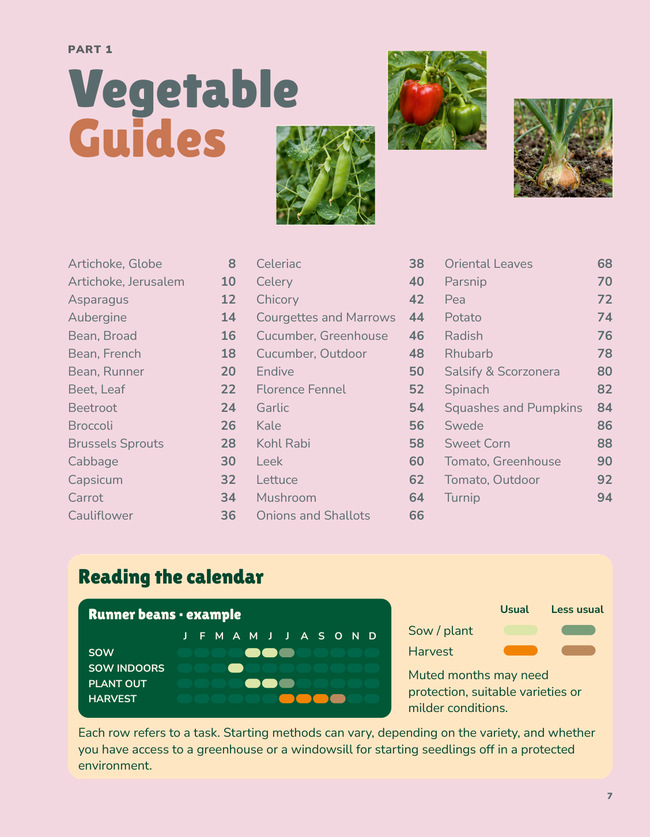 PART 1
Vegetable
Guides
Artichoke, Globe 8
Artichoke, Jerusalem 10
Asparagus 12
Aubergine 14
Bean, Broad 16
Bean, French 18
Bean, Runner 20
Beet, Leaf 22
Beetroot 24
Broccoli 26
Brussels Sprouts 28
Cabbage 30
Capsicum 32
Carrot 34
Cauliflower 36
Celeriac 38
Celery 40
Chicory 42
Courgettes and Marrows 44
Cucumber, Greenhouse 46
Cucumber, Outdoor 48
Endive 50
Florence Fennel 52
Garlic 54
Kale 56
Kohl Rabi 58
Leek 60
Lettuce 62
Mushroom 64
Onions and Shallots 66
Oriental Leaves 68
Parsnip 70
Pea 72
Potato 74
Radish 76
Rhubarb 78
Salsify & Scorzonera 80
Spinach 82
Squashes and Pumpkins 84
Swede 86
Sweet Corn 88
Tomato, Greenhouse 90
Tomato, Outdoor 92
Turnip 94
Reading the calendar
Runner beans · example
J F M A M J J A S O N D
SOW
SOW INDOORS
PLANT OUT
HARVEST
Usual Less usual
Sow / plant
Harvest
Muted months may need
protection, suitable varieties or
milder conditions.
Each row refers to a task. Starting methods can vary, depending on the variety, and whether
you have access to a greenhouse or a windowsill for starting seedlings off in a protected
environment.
7